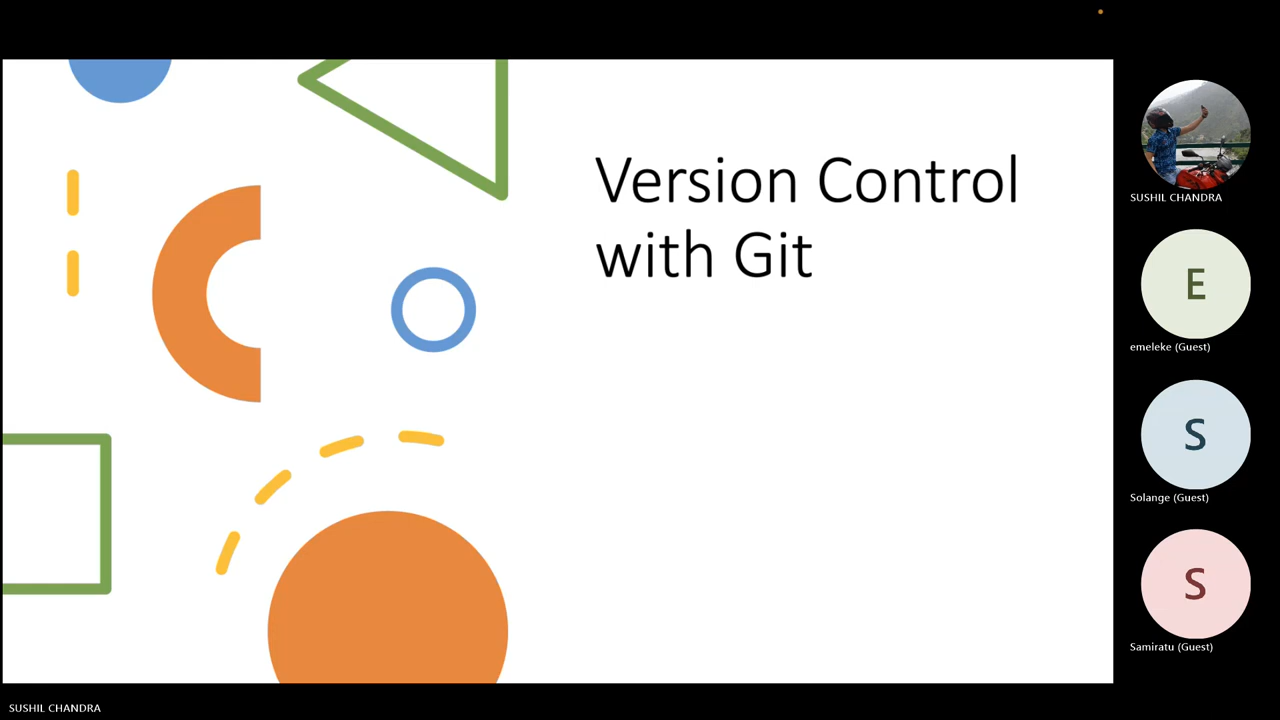 Version Control
with Git
SUSHIL CHANDRA
E
emeleke (Guest)
S
Solange (Guest)
S
Samiratu (Guest)
SUSHIL CHANDRA